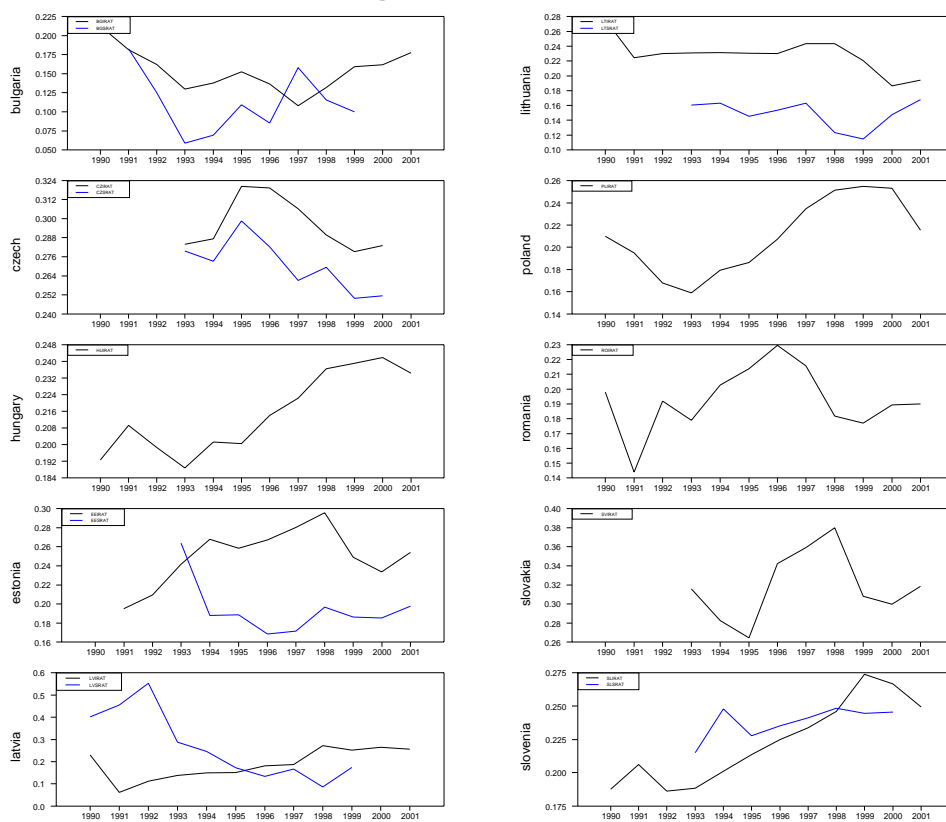 bulgaria
BGIRAT
BGSRAT
0.225
0.200
0.175
0.150
0.125
0.100
0.075
0.050
1990 1991 1992 1993 1994 1995 1996 1997 1998 1999 2000 2001
lithuania
LTIRAT
LTSRAT
0.28
0.26
0.24
0.22
0.20
0.18
0.16
0.14
0.12
0.10
1990 1991 1992 1993 1994 1995 1996 1997 1998 1999 2000 2001
czech
CZIRAT
CZSRAT
0.324
0.312
0.300
0.288
0.276
0.264
0.252
0.240
1990 1991 1992 1993 1994 1995 1996 1997 1998 1999 2000 2001
poland
PLIRAT
0.26
0.24
0.22
0.20
0.18
0.16
0.14
1990 1991 1992 1993 1994 1995 1996 1997 1998 1999 2000 2001
hungary
HUIRAT
0.248
0.240
0.232
0.224
0.216
0.208
0.200
0.192
0.184
1990 1991 1992 1993 1994 1995 1996 1997 1998 1999 2000 2001
romania
ROIRAT
0.23
0.22
0.21
0.20
0.19
0.18
0.17
0.16
0.15
0.14
1990 1991 1992 1993 1994 1995 1996 1997 1998 1999 2000 2001
estonia
EEIRAT
EESRAT
0.30
0.28
0.26
0.24
0.22
0.20
0.18
0.16
1990 1991 1992 1993 1994 1995 1996 1997 1998 1999 2000 2001
slovakia
SVIRAT
0.40
0.38
0.36
0.34
0.32
0.30
0.28
0.26
1990 1991 1992 1993 1994 1995 1996 1997 1998 1999 2000 2001
latvia
LVIRAT
LVSRAT
0.6
0.5
0.4
0.3
0.2
0.1
0.0
1990 1991 1992 1993 1994 1995 1996 1997 1998 1999 2000 2001
slovenia
SLIRAT
SLSRAT
0.275
0.250
0.225
0.200
0.175
1990 1991 1992 1993 1994 1995 1996 1997 1998 1999 2000 2001